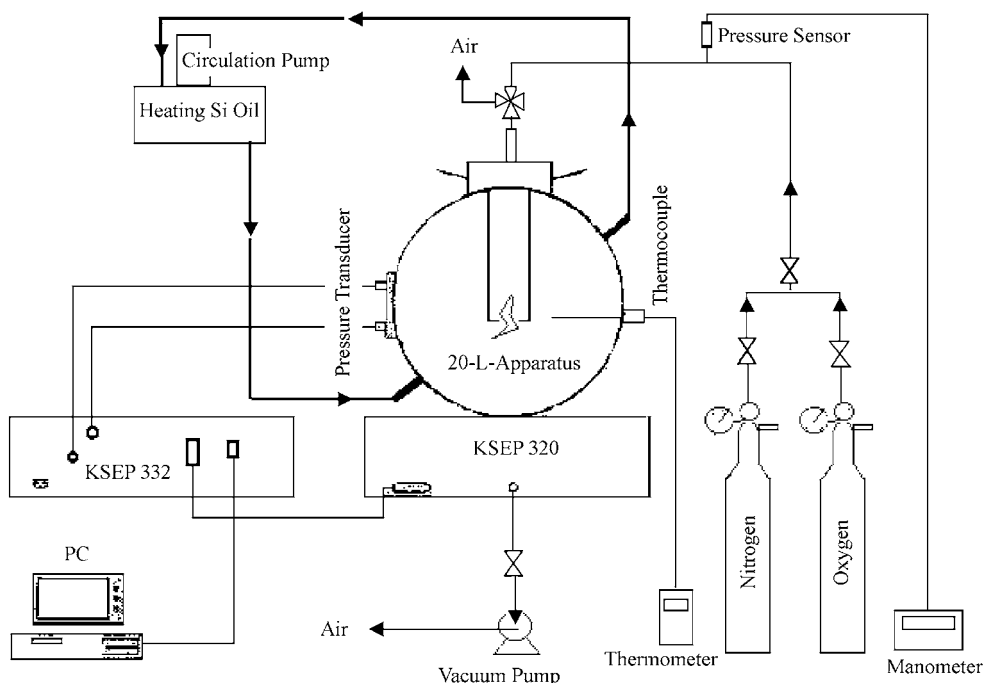 Pressure Sensor
Air
Circulation Pump
Heating Si Oil
Pressure Transducer
Thermocouple
20-L-Apparatus
KSEP 332
KSEP 320
Nitrogen
Oxygen
PC
Air
Vacuum Pump
Thermometer
Manometer